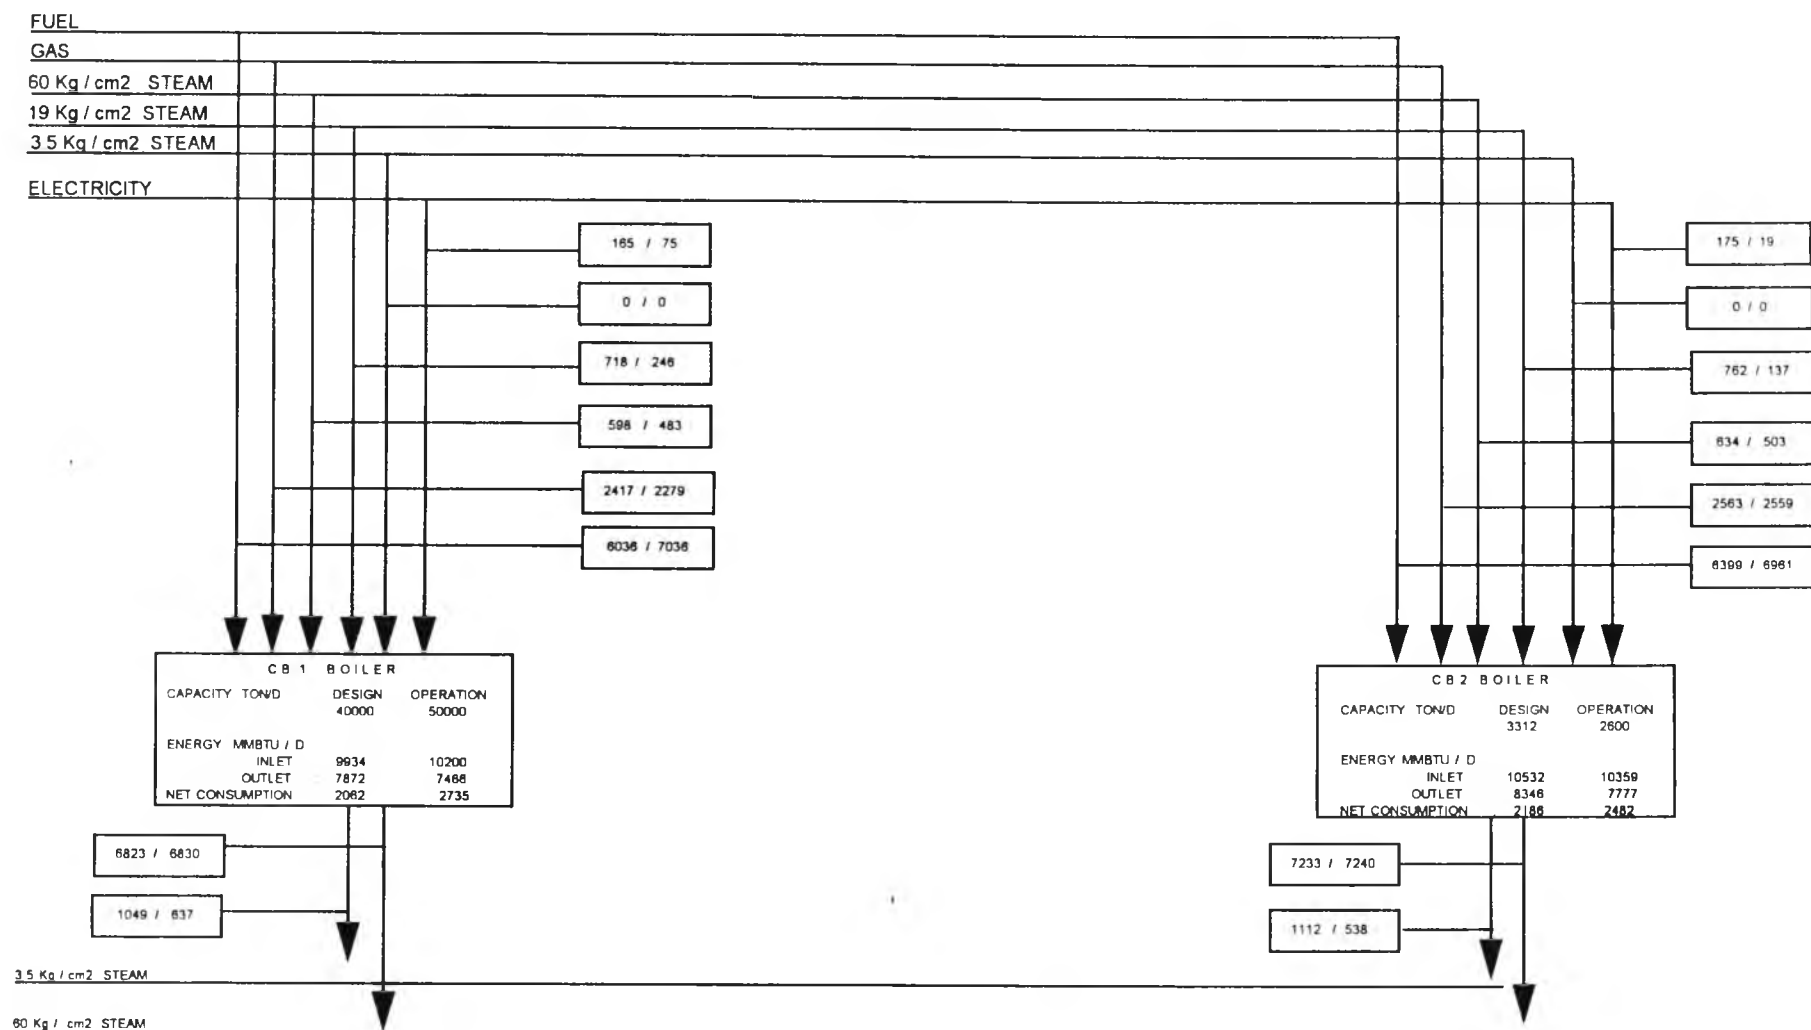 FUEL
GAS
60 Kg / cm2 STEAM
19 Kg / cm2 STEAM
3.5 Kg / cm2 STEAM
ELECTRICITY
165 / 75
0 / 0
718 / 246
598 / 483
2417 / 2279
6036 / 7036
175 / 19
0 / 0
762 / 137
634 / 503
2563 / 2559
6399 / 6961
CB 1 BOILER
CAPACITY TON/D DESIGN OPERATION
40000 50000
ENERGY MMBTU / D
INLET 9934 10200
OUTLET 7872 7466
NET CONSUMPTION 2062 2735
CB2 BOILER
CAPACITY TON/D DESIGN OPERATION
3312 2600
ENERGY MMBTU / D
INLET 10532 10359
OUTLET 8346 7777
NET CONSUMPTION 2186 2482
6823 / 6830
1049 / 637
7233 / 7240
1112 / 538
3.5 Kg / cm2 STEAM
60 Kg / cm2 STEAM